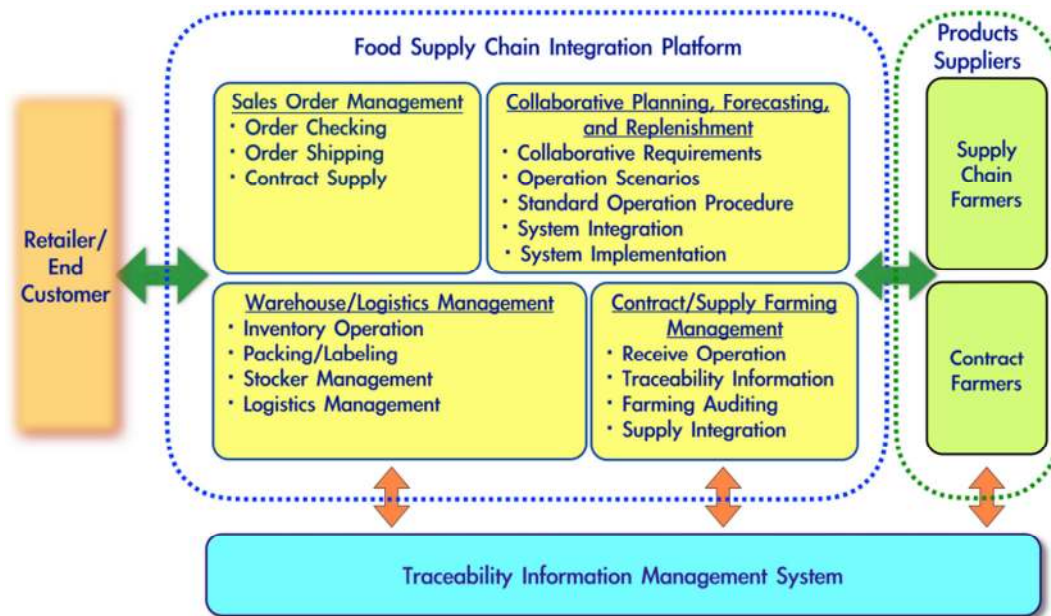 Food Supply Chain Integration Platform
Products
Suppliers
Sales Order Management
· Order Checking
· Order Shipping
· Contract Supply
Collaborative Planning, Forecasting,
and Replenishment
· Collaborative Requirements
· Operation Scenarios
· Standard Operation Procedure
· System Integration
· System Implementation
Supply
Chain
Farmers
Retailer/
End
Customer
Warehouse/Logistics Management
· Inventory Operation
· Packing/Labeling
· Stocker Management
· Logistics Management
Contract/Supply Farming
Management
· Receive Operation
· Traceability Information
· Farming Auditing
· Supply Integration
Contract
Farmers
Traceability Information Management System